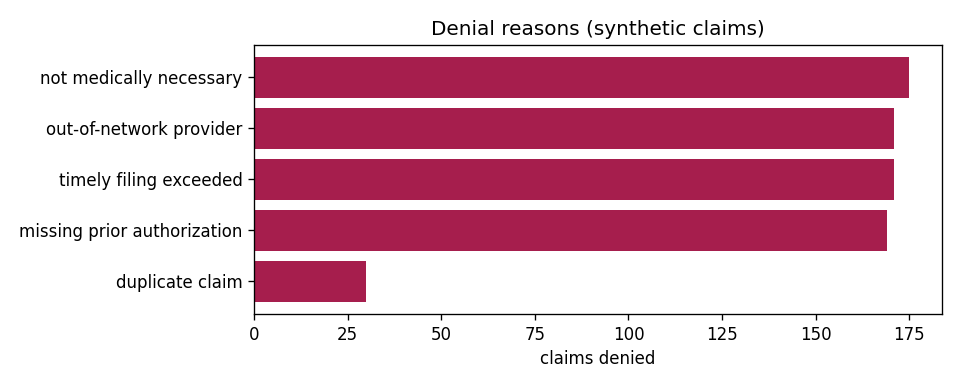 Denial reasons (synthetic claims)
not medically necessary
out-of-network provider
timely filing exceeded
missing prior authorization
duplicate claim
0 25 50 75 100 125 150 175
claims denied